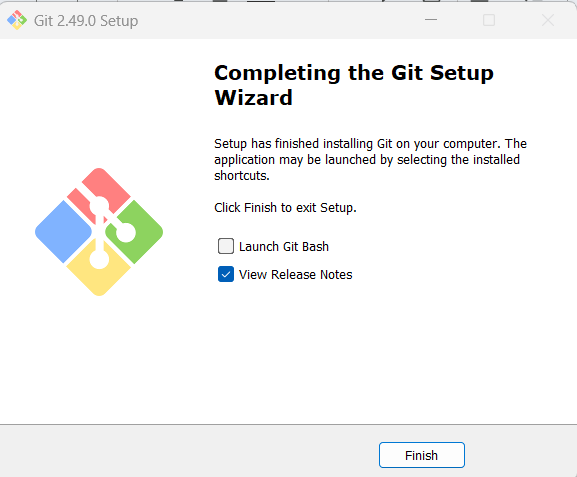 Git 2.49.0 Setup
Completing the Git Setup
Wizard
Setup has finished installing Git on your computer. The
application may be launched by selecting the installed
shortcuts.
Click Finish to exit Setup.
Launch Git Bash
View Release Notes
Finish